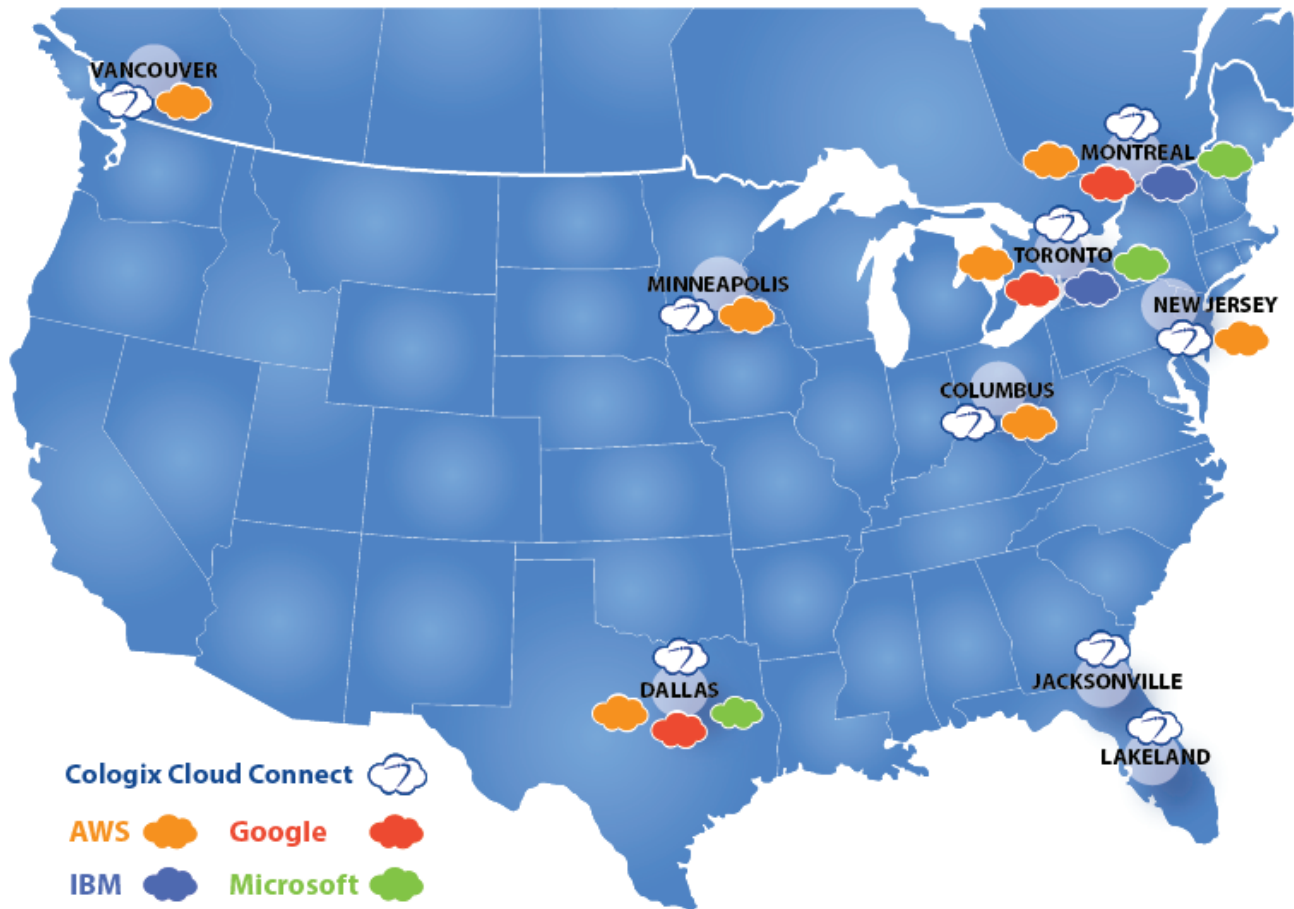 VANCOUVER
MONTREAL
TORONTO
MINNEAPOLIS
NEW JERSEY
COLUMBUS
JACKSONVILLE
DALLAS
LAKELAND
Cologix Cloud Connect
AWS Google
IBM Microsoft